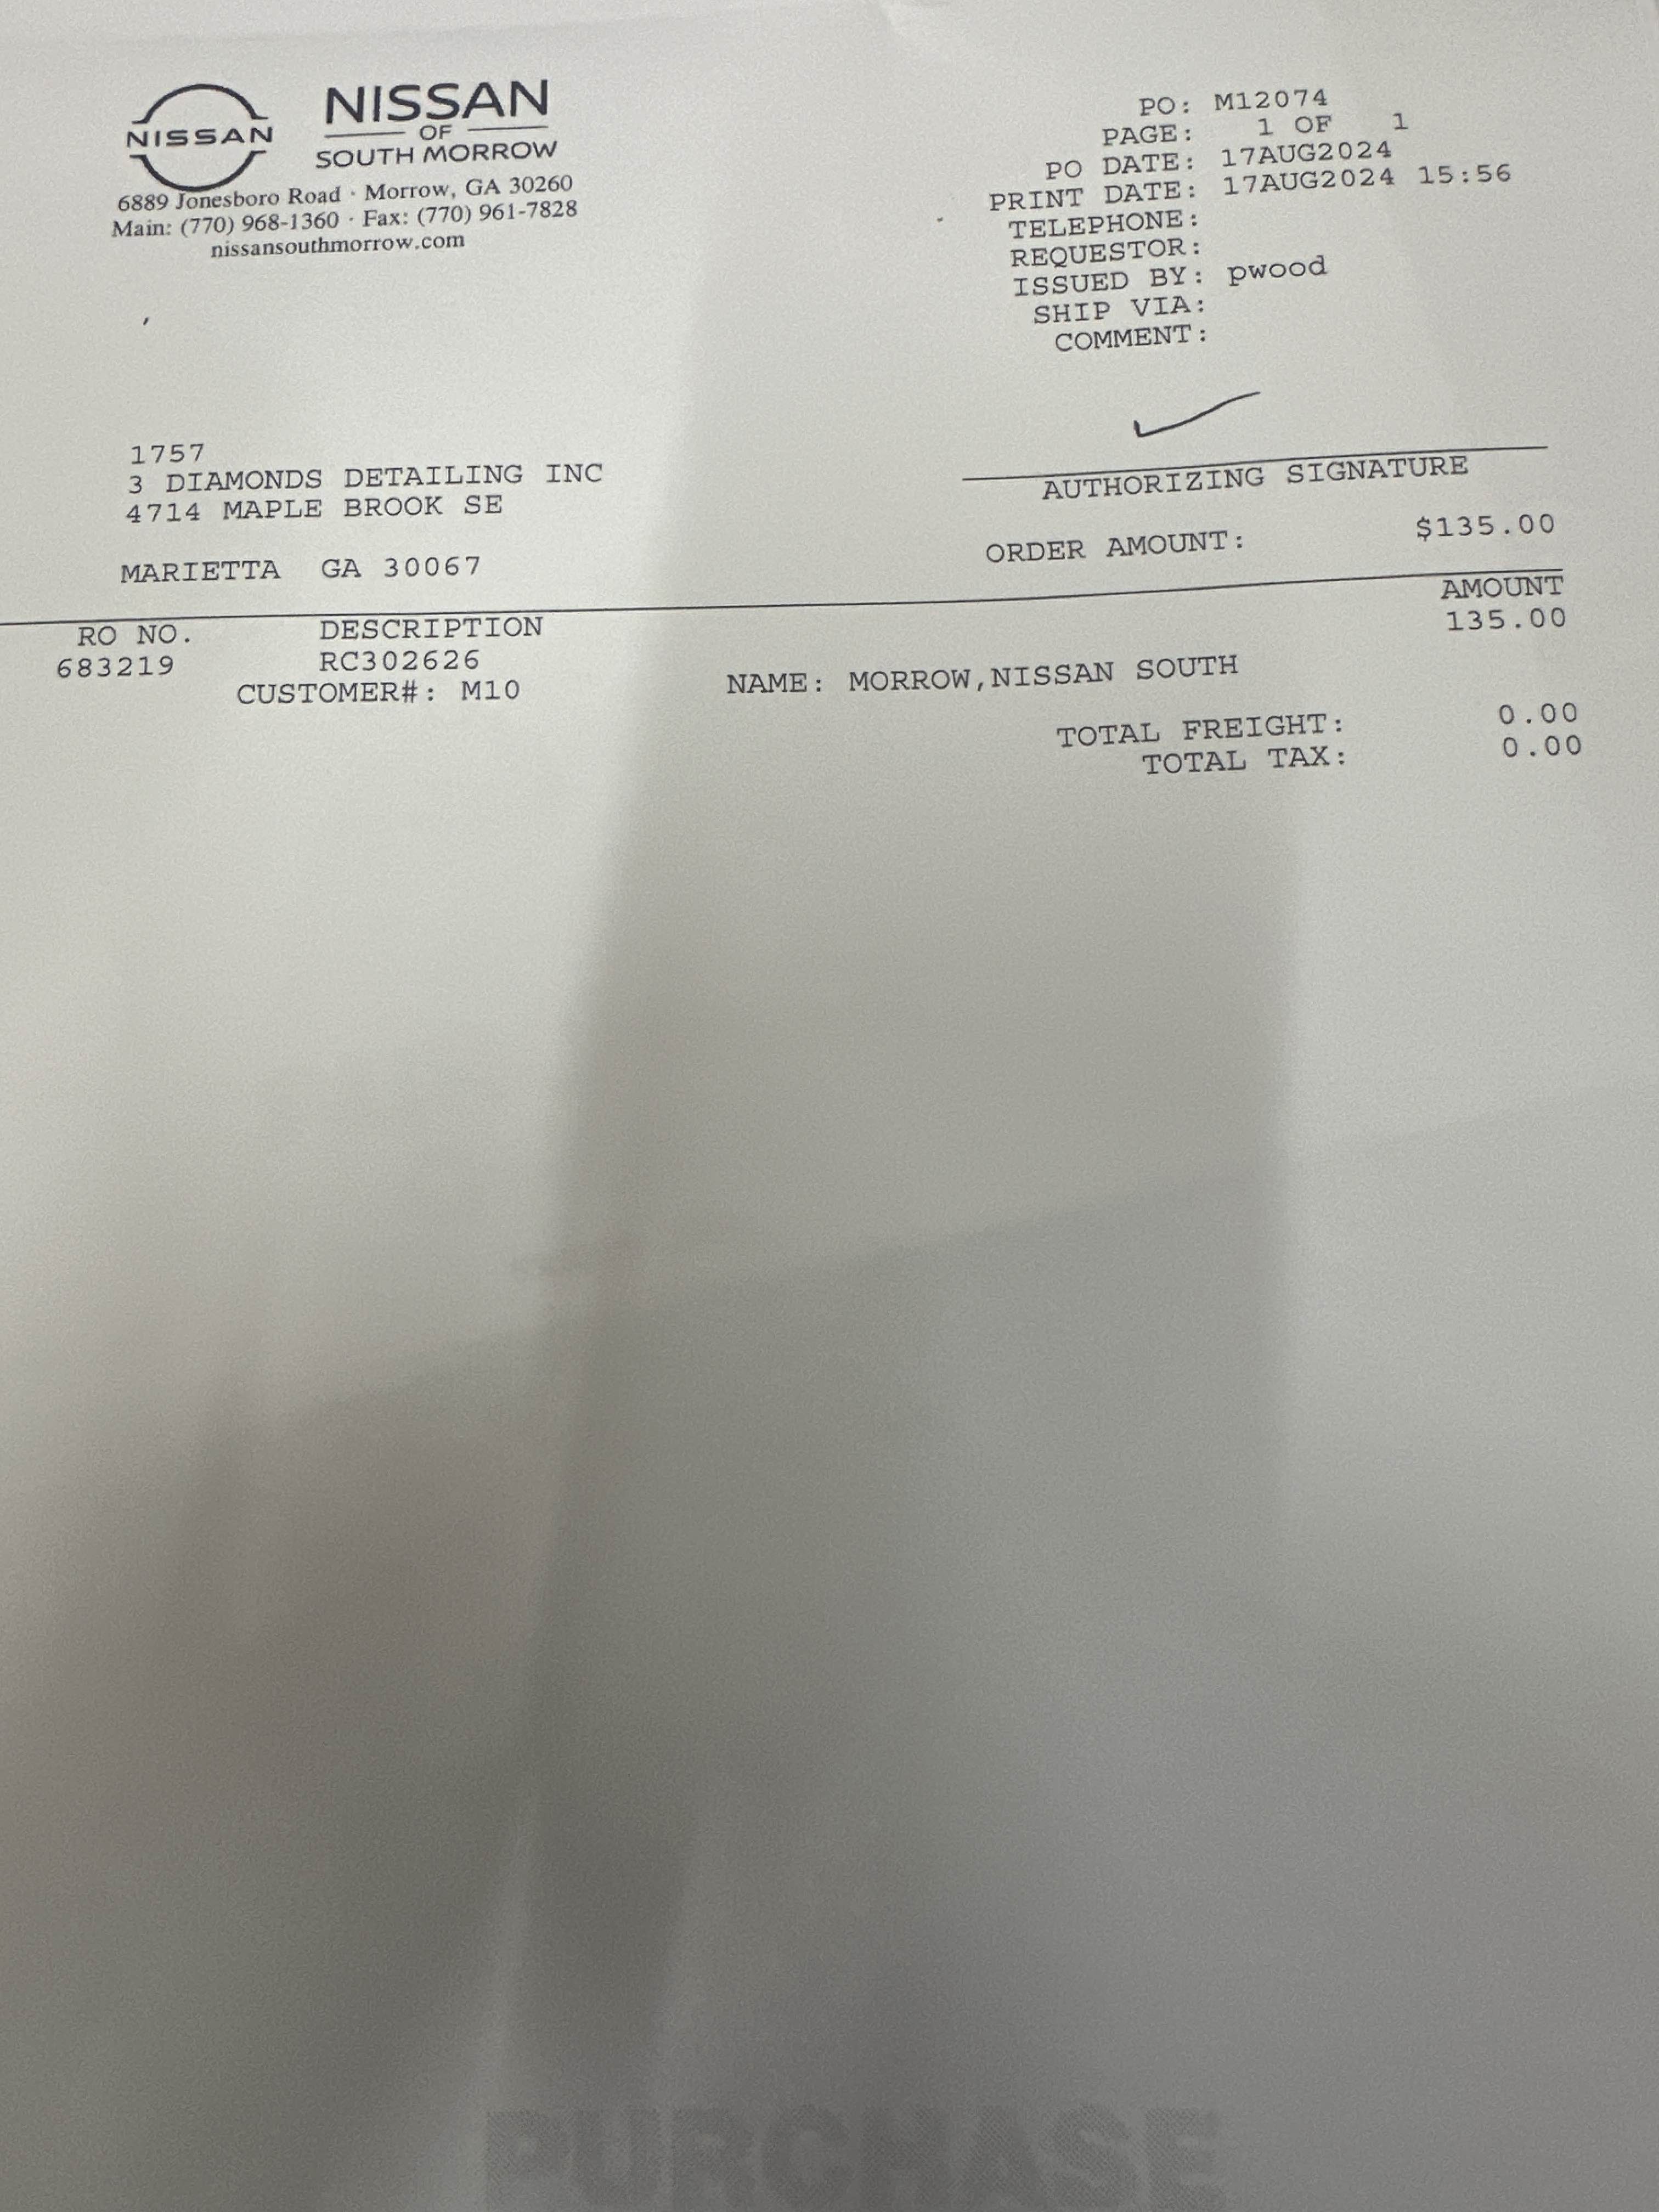 NISSAN
NISSAN
OF
SOUTH MORROW
6889 Jonesboro Road · Morrow, GA 30260
Main: (770) 968-1360 · Fax: (770) 961-7828
nissansouthmorrow.com
PO: M12074
PAGE: 1 OF 1
PO DATE: 17AUG2024
PRINT DATE: 17AUG2024 15:56
TELEPHONE:
REQUESTOR:
ISSUED BY: pwood
SHIP VIA:
COMMENT:
1757
3 DIAMONDS DETAILING INC
4714 MAPLE BROOK SE
MARIETTA GA 30067
AUTHORIZING SIGNATURE
ORDER AMOUNT: $135.00
RO NO. DESCRIPTION AMOUNT
683219 RC302626 135.00
CUSTOMER#: M10 NAME: MORROW,NISSAN SOUTH
TOTAL FREIGHT: 0.00
TOTAL TAX: 0.00
PURCHASE